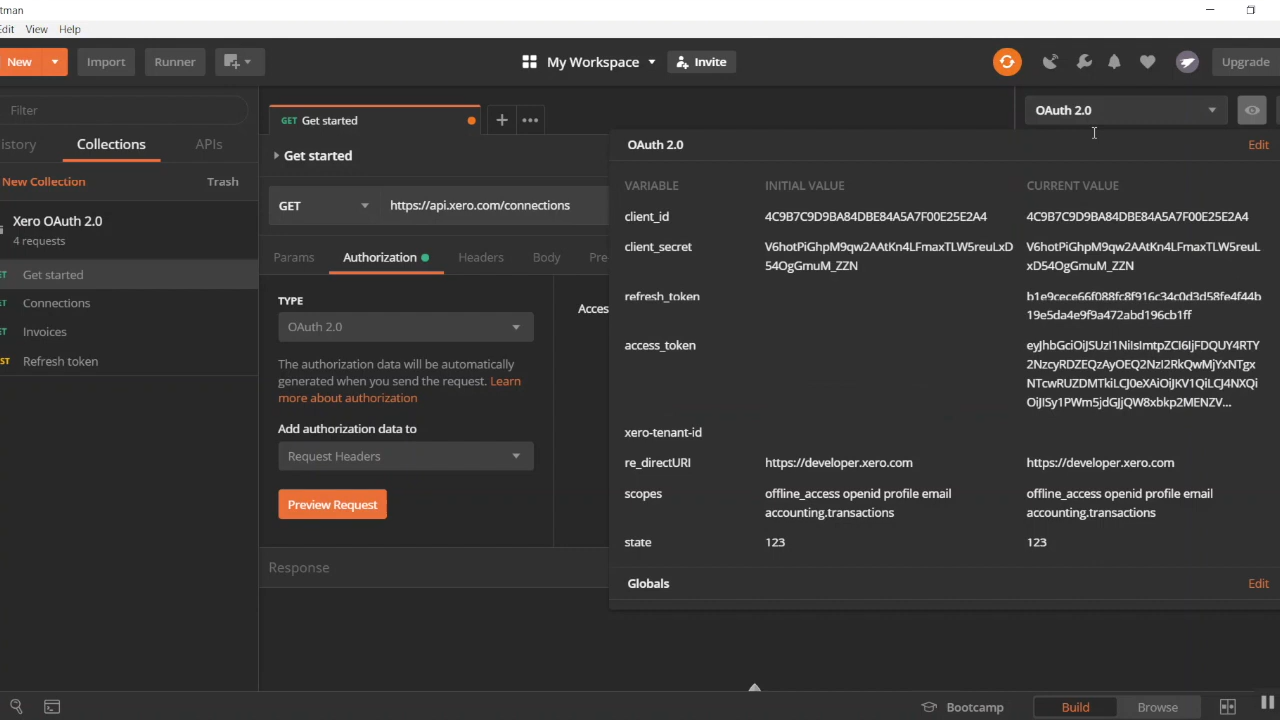 tman
Edit View Help
New Import Runner My Workspace Invite Upgrade
Filter
OAuth 2.0
GET Get started
istory Collections APIs
New Collection Trash
Xero OAuth 2.0
4 requests
ET Get started
ET Connections
ET Invoices
ST Refresh token
Get started
GET https://api.xero.com/connections
Params Authorization Headers Body Pre-
TYPE
OAuth 2.0
The authorization data will be automatically
generated when you send the request. Learn
more about authorization
Add authorization data to
Request Headers
Preview Request
Acces
Response
OAuth 2.0 Edit
VARIABLE INITIAL VALUE CURRENT VALUE
client_id 4C9B7C9D9BA84DBE84A5A7F00E25E2A4 4C9B7C9D9BA84DBE84A5A7F00E25E2A4
client_secret V6hotPiGhpM9qw2AAtKn4LFmaxTLW5reuLxD V6hotPiGhpM9qw2AAtKn4LFmaxTLW5reuL
54OgGmuM_ZZN xD54OgGmuM_ZZN
refresh_token b1e9cece66f088fc8f916c34c0d3d58fe4f44b
19e5da4e9f9a472abd196cb1ff
access_token eyJhbGciOiJSUzI1NiIsImtpZCI6IjFDQUY4RTY
2NzcyRDZEQzAyOEQ2NzI2RkQwMjYxNTgx
NTcwRUZDMTkiLCJ0eXAiOiJKV1QiLCJ4NXQi
OiJISy1PWm5jdGJjQW8xbkp2MENZV...
xero-tenant-id
re_directURI https://developer.xero.com https://developer.xero.com
scopes offline_access openid profile email offline_access openid profile email
accounting.transactions accounting.transactions
state 123 123
Globals Edit
Bootcamp Build Browse